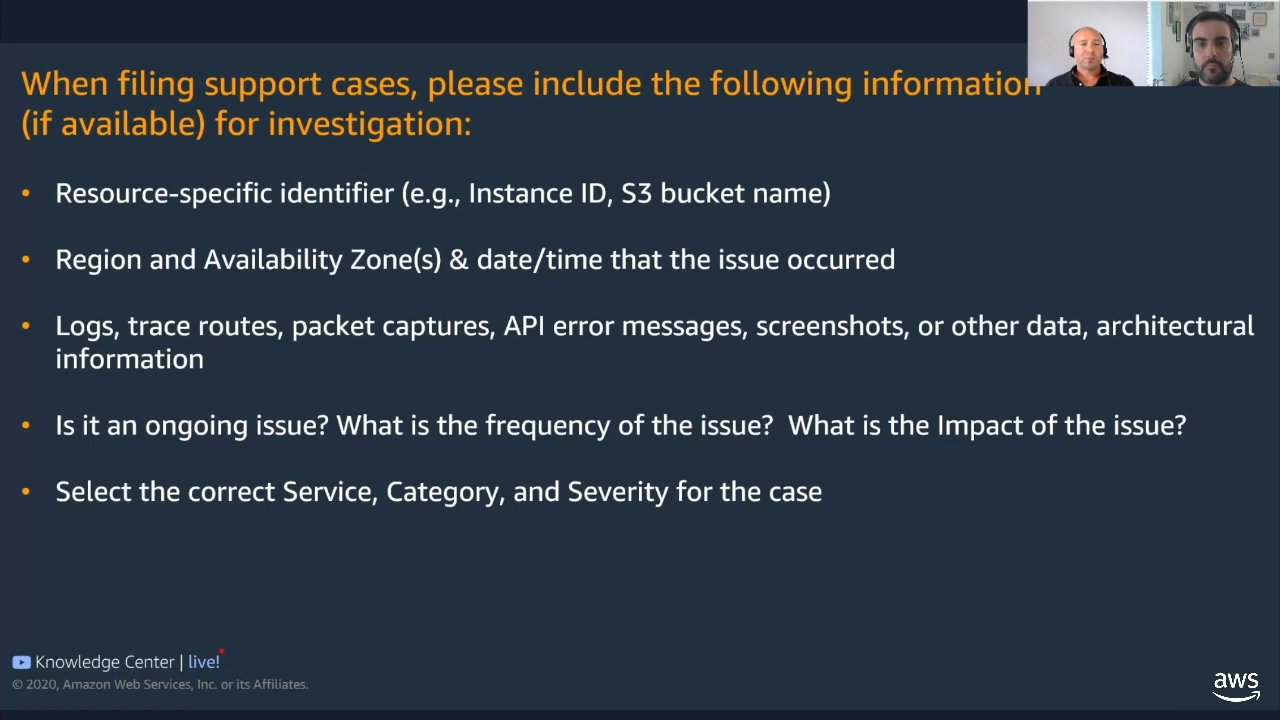 When filing support cases, please include the following information
(if available) for investigation:
• Resource-specific identifier (e.g., Instance ID, S3 bucket name)
• Region and Availability Zone(s) & date/time that the issue occurred
• Logs, trace routes, packet captures, API error messages, screenshots, or other data, architectural
information
• Is it an ongoing issue? What is the frequency of the issue?  What is the Impact of the issue?
• Select the correct Service, Category, and Severity for the case
Knowledge Center | live!
© 2020, Amazon Web Services, Inc. or its Affiliates.
aws